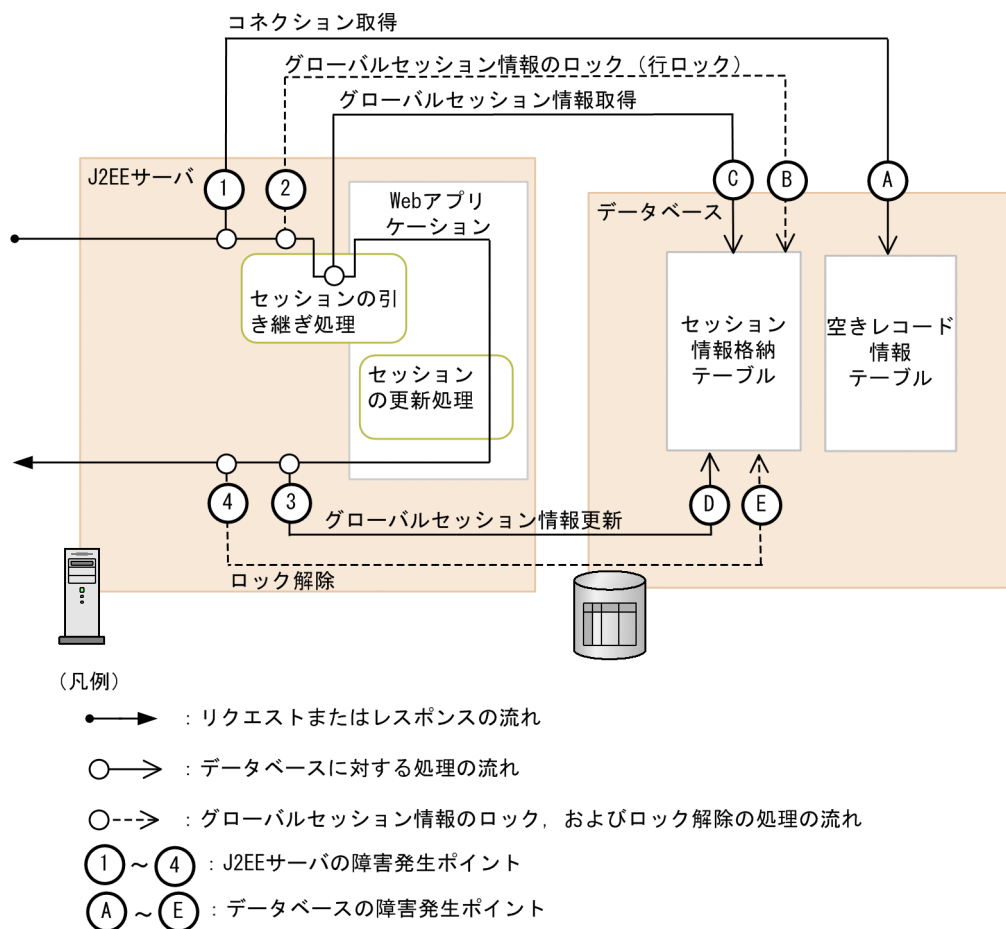 コネクション取得
グローバルセッション情報のロック（行ロック）
グローバルセッション情報取得
J2EEサーバ
1
2
C
B
A
Webアプリ
ケーション
データベース
セッションの引
き継ぎ処理
セッション
情報格納
テーブル
空きレコード
情報
テーブル
セッション
の更新処理
4
3
D
E
グローバルセッション情報更新
ロック解除
（凡例）
：リクエストまたはレスポンスの流れ
：データベースに対する処理の流れ
：グローバルセッション情報のロック，およびロック解除の処理の流れ
1～4：J2EEサーバの障害発生ポイント
A～E：データベースの障害発生ポイント